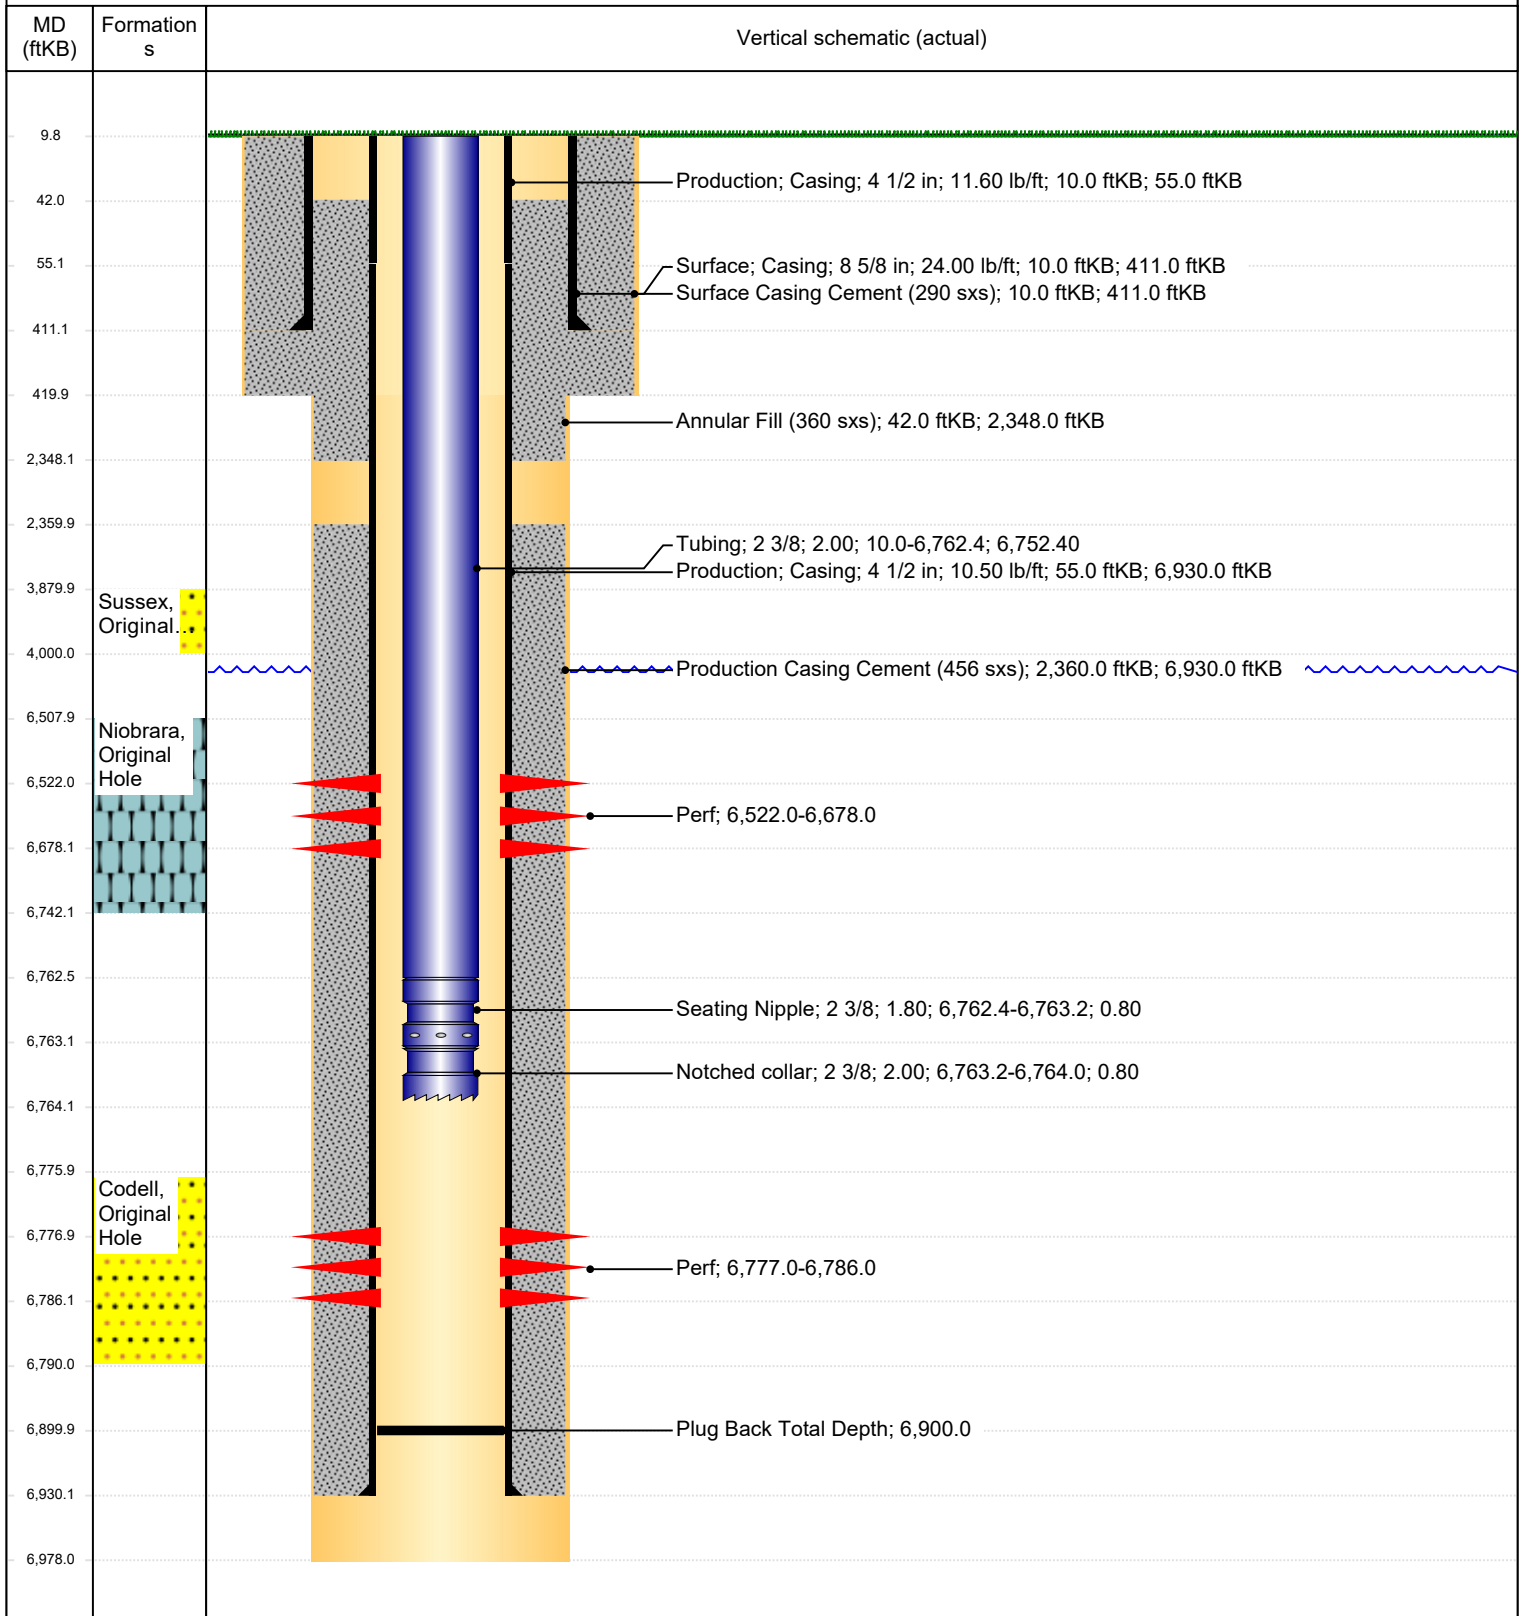 MD
(ftKB)
Formation
s
Vertical schematic (actual)
9.8
Production; Casing; 4 1/2 in; 11.60 lb/ft; 10.0 ftKB; 55.0 ftKB
42.0
55.1
Surface; Casing; 8 5/8 in; 24.00 lb/ft; 10.0 ftKB; 411.0 ftKB
Surface Casing Cement (290 sxs); 10.0 ftKB; 411.0 ftKB
411.1
419.9
Annular Fill (360 sxs); 42.0 ftKB; 2,348.0 ftKB
2,348.1
2,359.9
Tubing; 2 3/8; 2.00; 10.0-6,762.4; 6,752.40
Production; Casing; 4 1/2 in; 10.50 lb/ft; 55.0 ftKB; 6,930.0 ftKB
3,879.9
Sussex,
Original...
4,000.0
Production Casing Cement (456 sxs); 2,360.0 ftKB; 6,930.0 ftKB
6,507.9
Niobrara,
Original
Hole
6,522.0
Perf; 6,522.0-6,678.0
6,678.1
6,742.1
6,762.5
Seating Nipple; 2 3/8; 1.80; 6,762.4-6,763.2; 0.80
6,763.1
Notched collar; 2 3/8; 2.00; 6,763.2-6,764.0; 0.80
6,764.1
6,775.9
Codell,
Original
Hole
6,776.9
Perf; 6,777.0-6,786.0
6,786.1
6,790.0
6,899.9
Plug Back Total Depth; 6,900.0
6,930.1
6,978.0